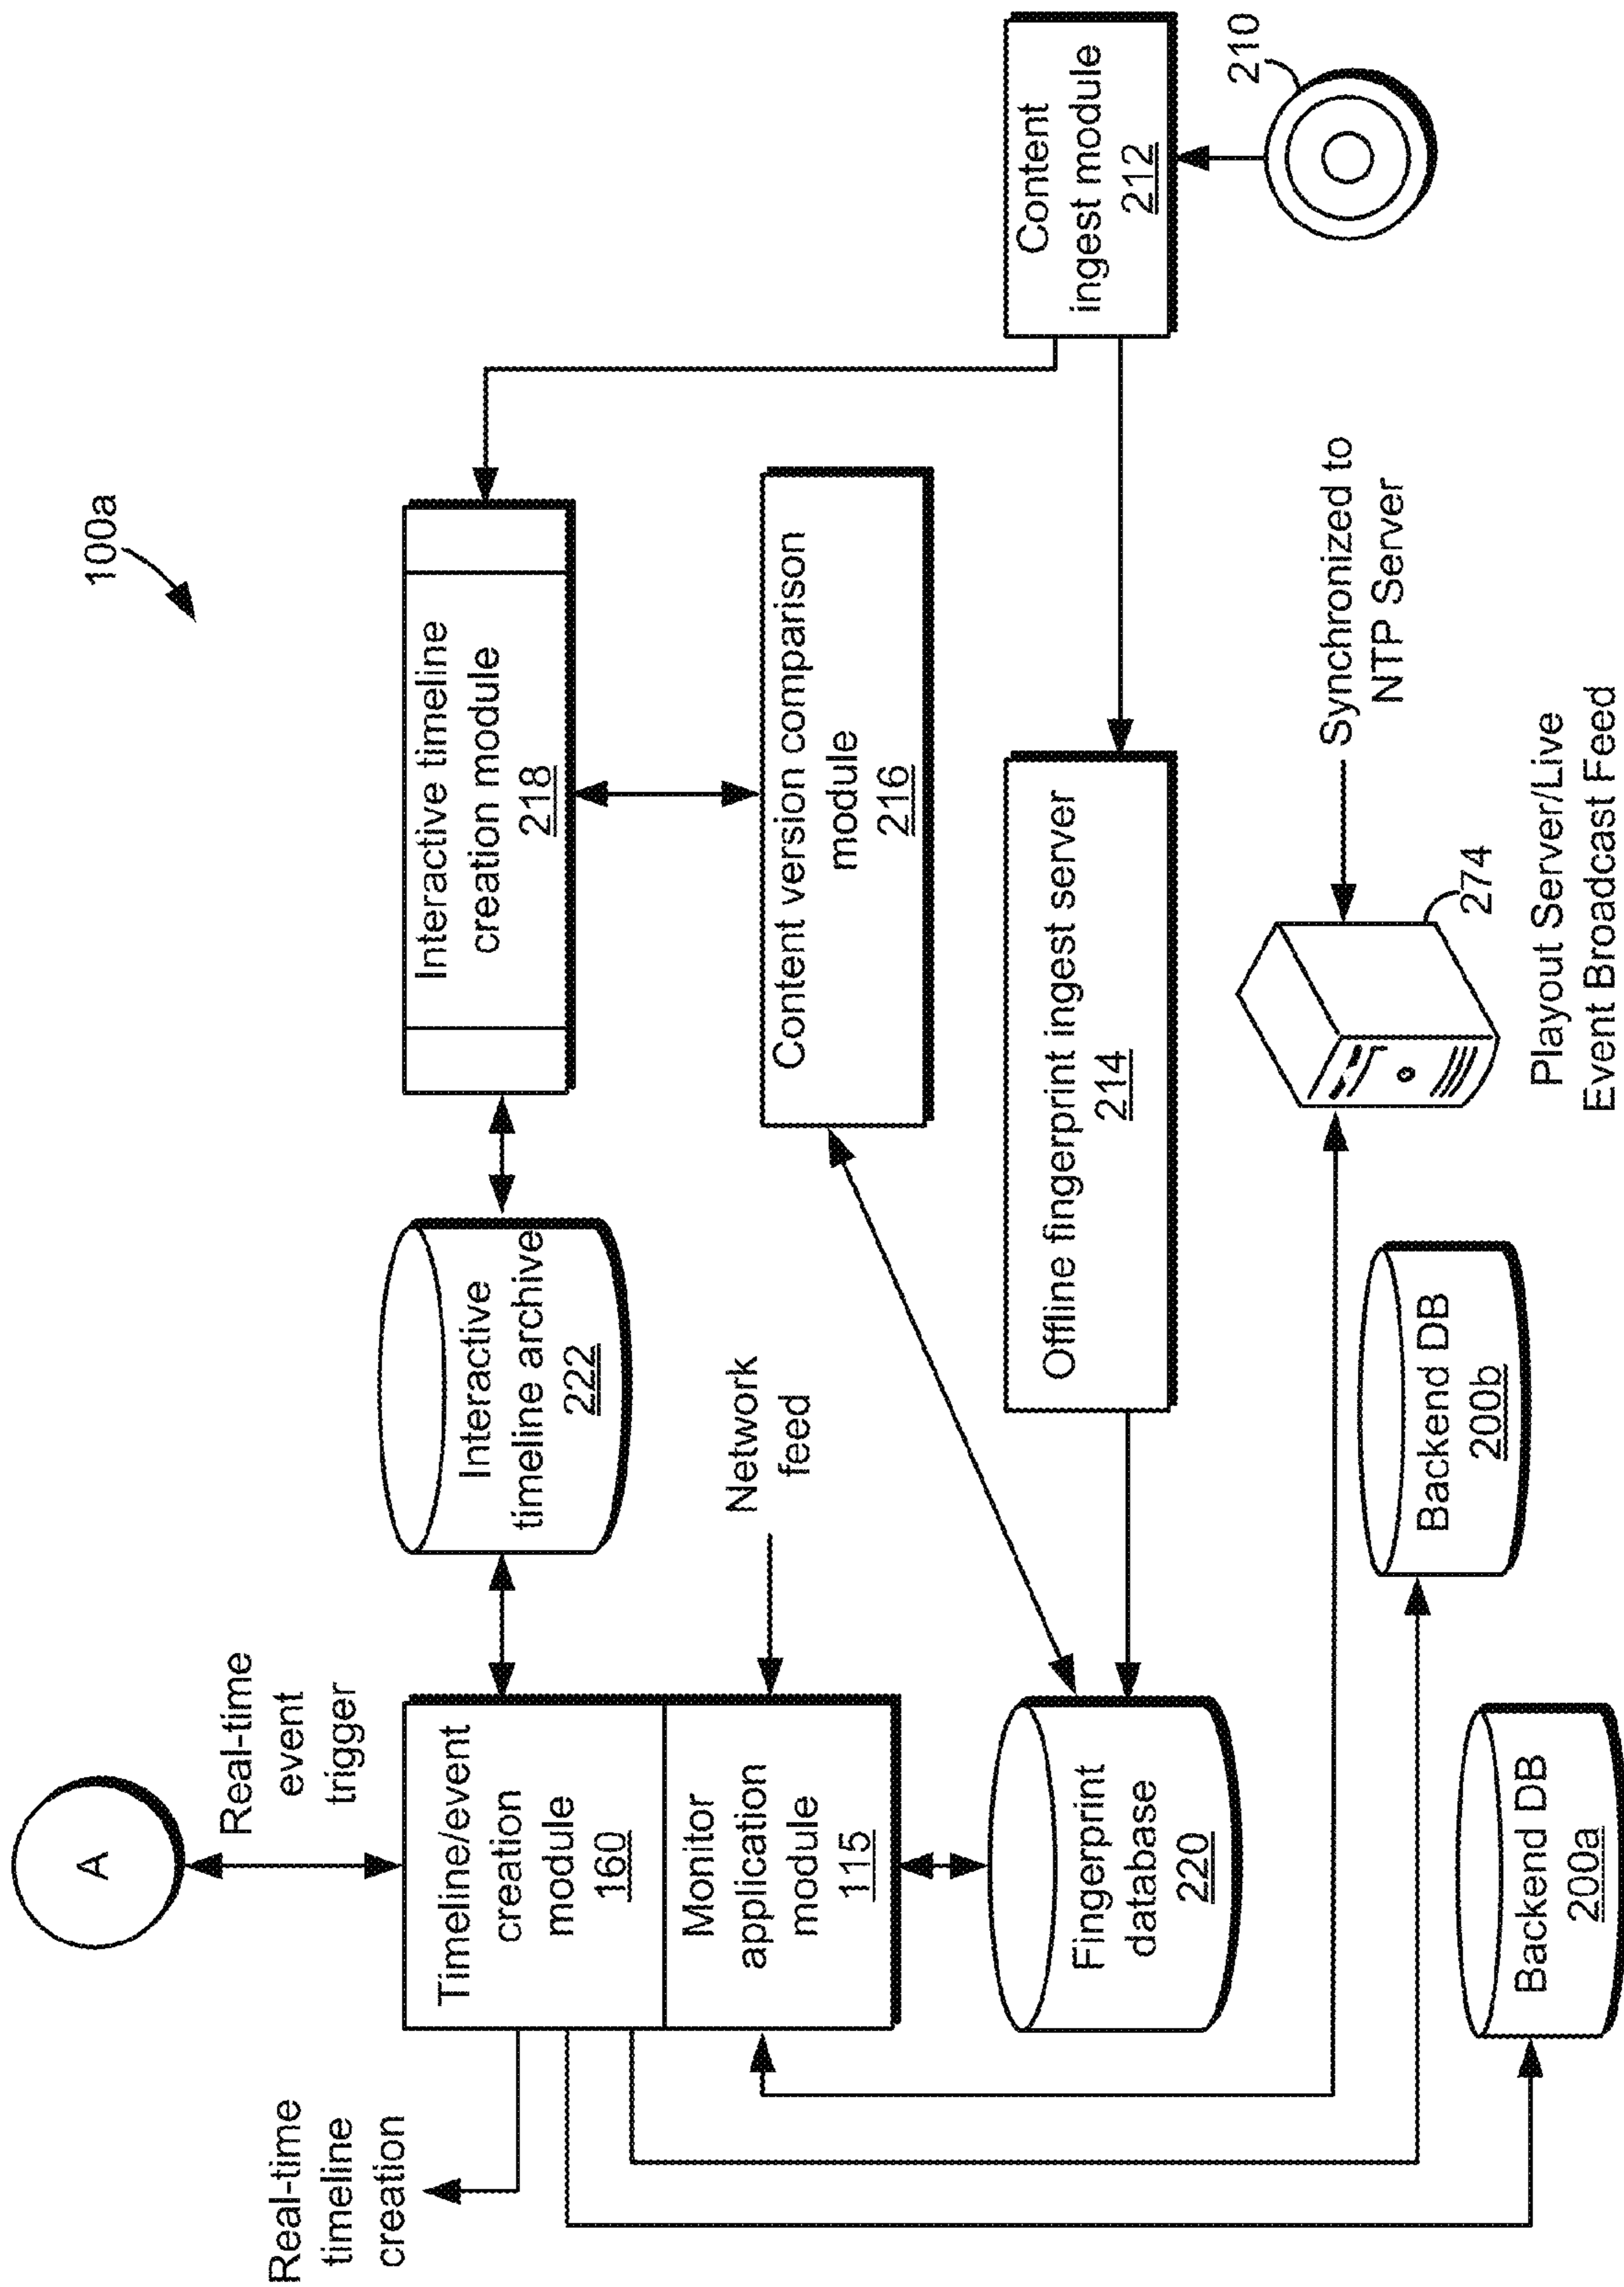 100a
A
Real-time
event
trigger
Real-time
timeline
creation
Timeline/event
creation
module
160
Monitor
application
module
115
Network
feed
Interactive
timeline archive
222
Interactive timeline
creation module
218
Content version comparison
module
216
Content
ingest module
212
210
Offline fingerprint ingest server
214
Fingerprint
database
220
Synchronized to
NTP Server
274
Playout Server/Live
Event Broadcast Feed
Backend DB
200b
Backend DB
200a